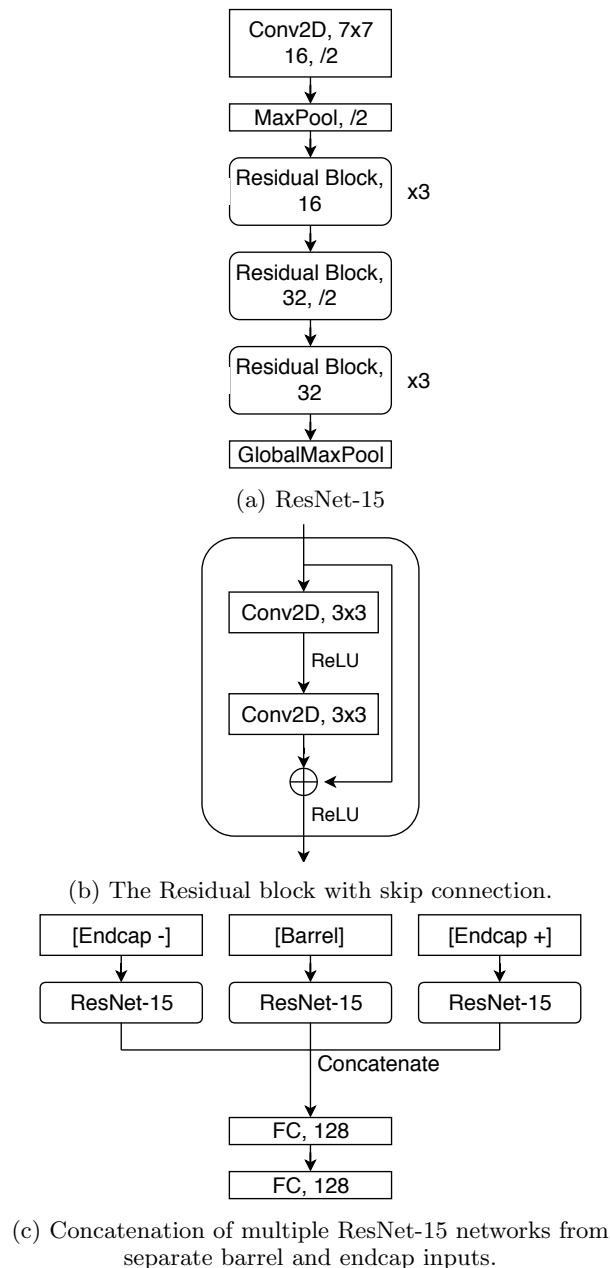 Conv2D, 7x7
16, /2
MaxPool, /2
Residual Block,
16
x3
Residual Block,
32, /2
Residual Block,
32
x3
GlobalMaxPool
(a) ResNet-15
Conv2D, 3x3
ReLU
Conv2D, 3x3
ReLU
(b) The Residual block with skip connection.
[Endcap -]
[Barrel]
[Endcap +]
ResNet-15
ResNet-15
ResNet-15
Concatenate
FC, 128
FC, 128
(c) Concatenation of multiple ResNet-15 networks from
separate barrel and endcap inputs.